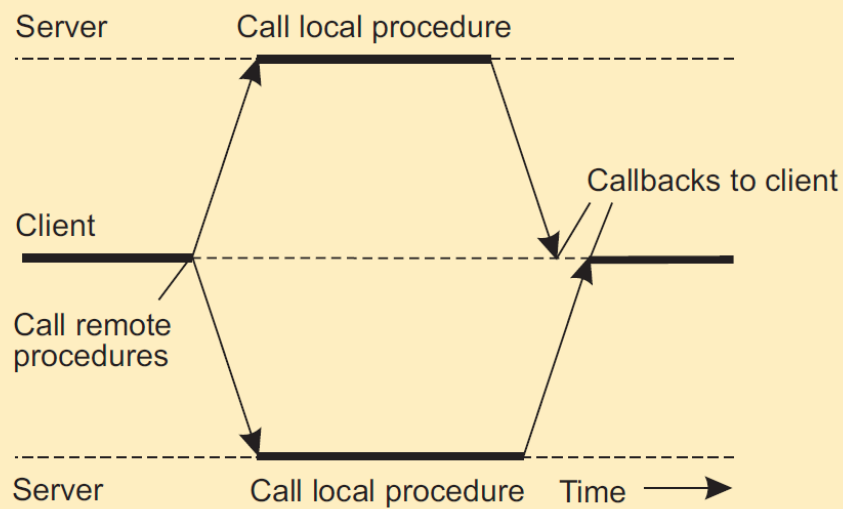 Server
Call local procedure
Callbacks to client
Client
Call remote
procedures
Server
Call local procedure
Time